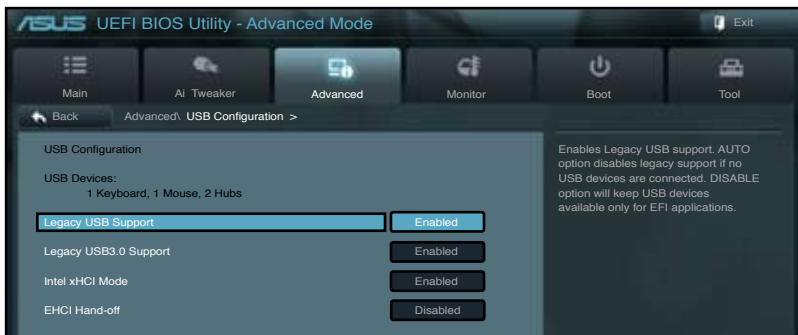 ASUS UEFI BIOS Utility - Advanced Mode
Exit
Main
Ai Tweaker
Advanced
Monitor
Boot
Tool
Back
Advanced\ USB Configuration >
USB Configuration
USB Devices:
1 Keyboard, 1 Mouse, 2 Hubs
Legacy USB Support Enabled
Legacy USB3.0 Support Enabled
Intel xHCI Mode Enabled
EHCI Hand-off Disabled
Enables Legacy USB support. AUTO
option disables legacy support if no
USB devices are connected. DISABLE
option will keep USB devices
available only for EFI applications.